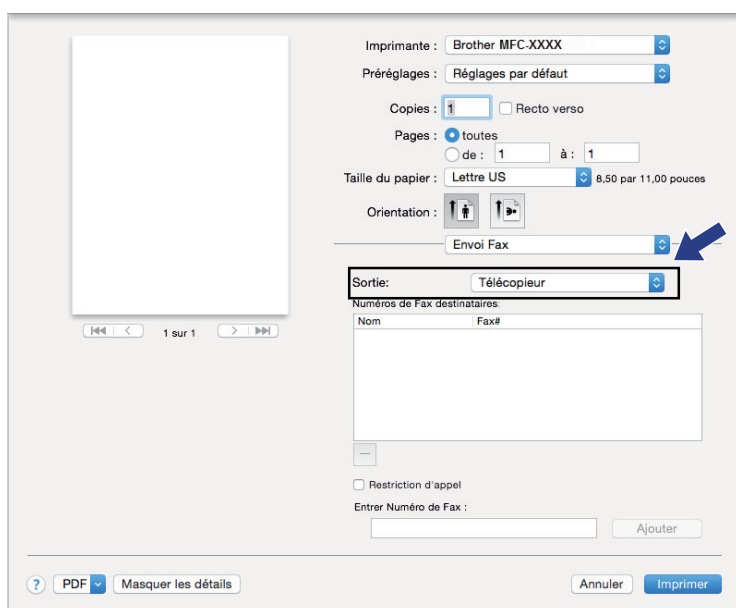 Imprimante : Brother MFC-XXXX
Préréglages : Réglages par défaut
Copies : 1 Recto verso
Pages : toutes
de : 1 à : 1
Taille du papier : Lettre US 8,50 par 11,00 pouces
Orientation :
Envoi Fax
Sortie: Télécopieur
Numéros de Fax destinataires:
Nom Fax#
1 sur 1
Restriction d'appel
Entrer Numéro de Fax :
Ajouter
? PDF Masquer les détails Annuler Imprimer